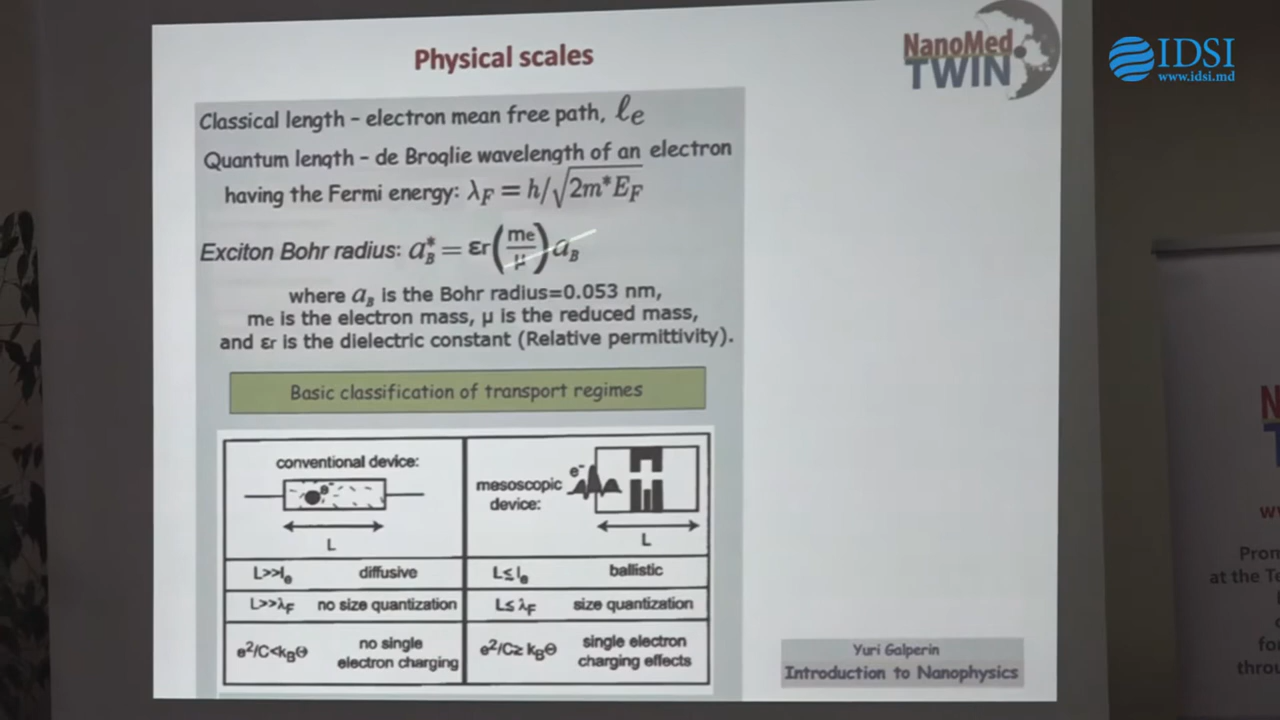 Physical scales
NanoMed
TWIN
IDSI
www.idsi.md
Classical length – electron mean free path, ℓe
Quantum length – de Broglie wavelength of an electron
having the Fermi energy: λF = h/√2m*EF
Exciton Bohr radius: a*B = εr(me/μ)aB
where aB is the Bohr radius=0.053 nm,
me is the electron mass, μ is the reduced mass,
and εr is the dielectric constant (Relative permittivity).
Basic classification of transport regimes
conventional device:
e-
L
mesoscopic
device:
e-
L
L>>le diffusive L≤le ballistic
L>>λF no size quantization L≤λF size quantization
e²/C<kBΘ no single
electron charging
e²/C≥kBΘ single electron
charging effects
Yuri Galperin
Introduction to Nanophysics
N
T
at the